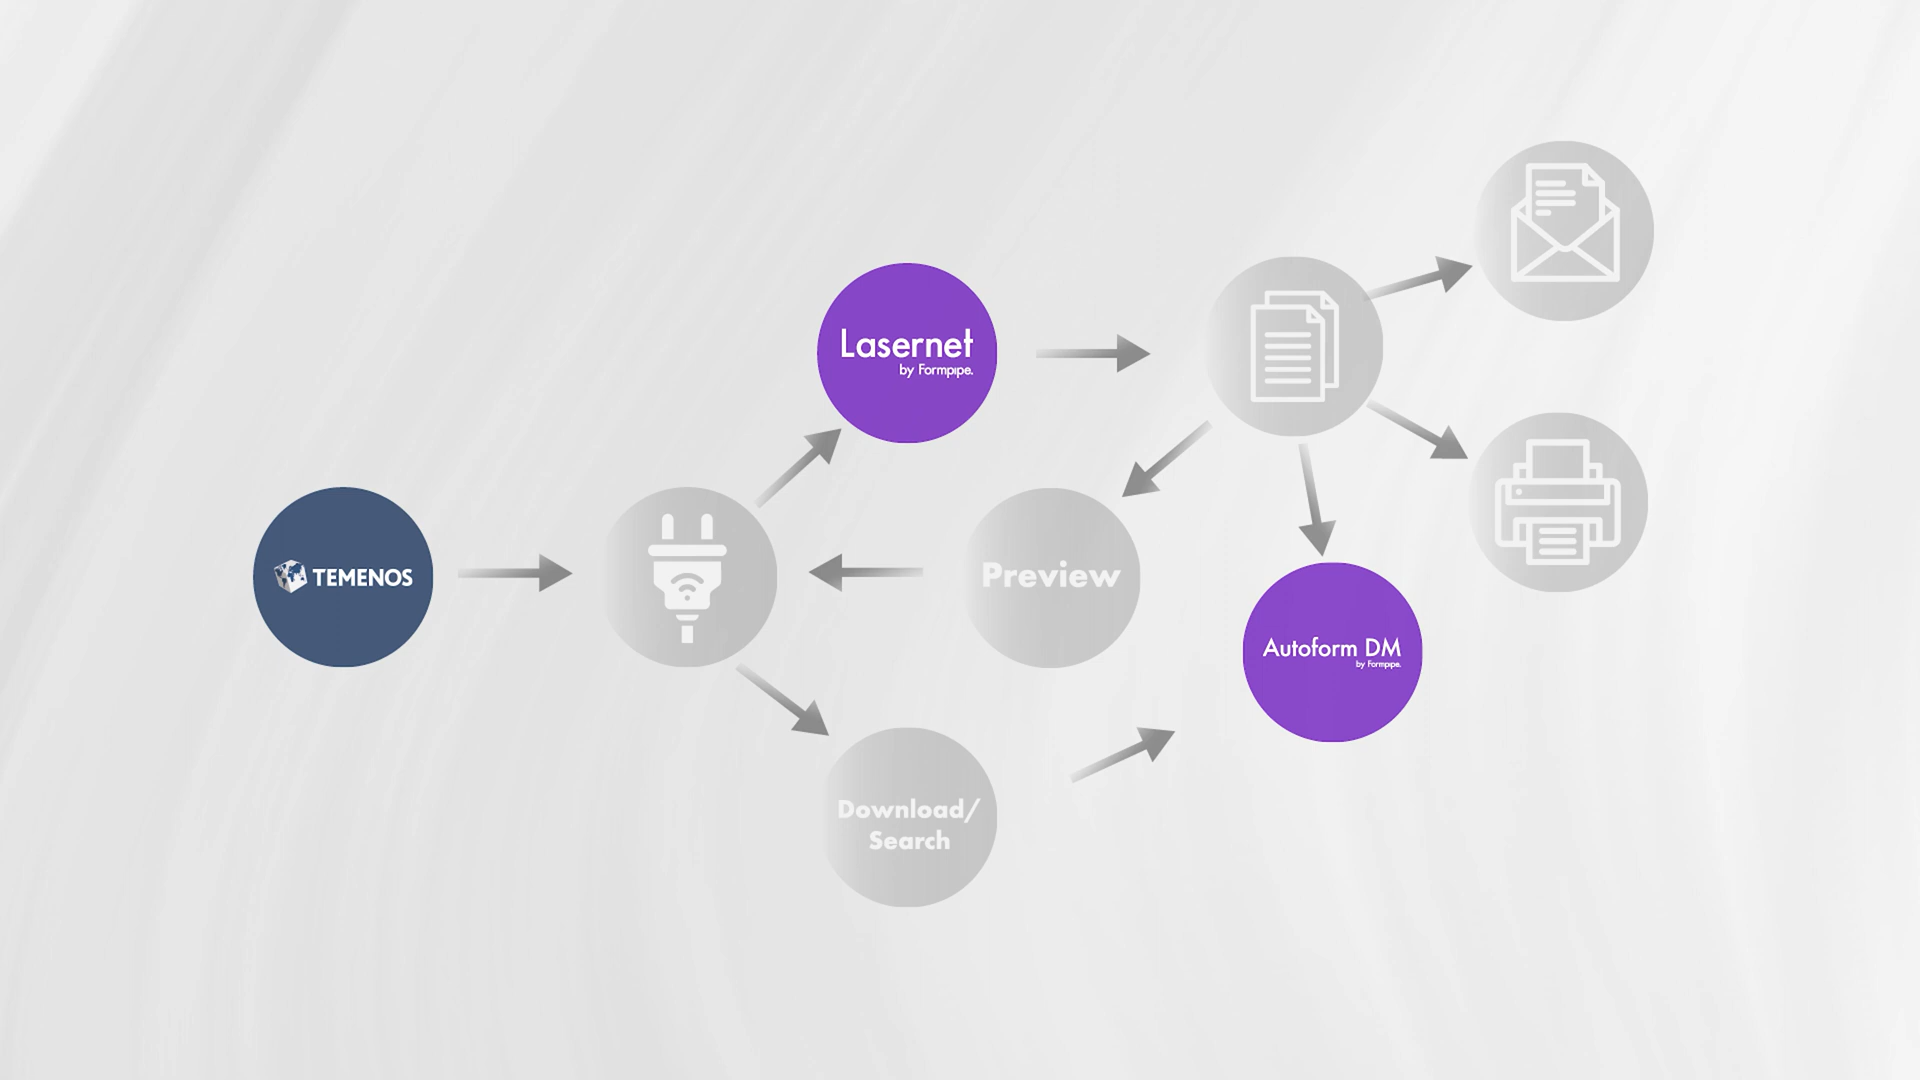 Lasernet
by Formpipe.
TEMENOS
Preview
Autoform DM
by Formpipe.
Download/
Search